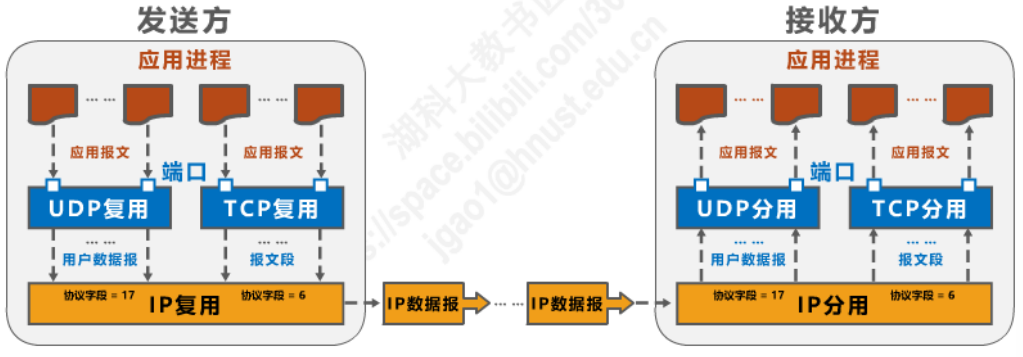 发送方
接收方
应用进程
应用进程
… …
… …
… …
… …
应用报文
应用报文
应用报文
应用报文
端口
端口
UDP复用
TCP复用
UDP分用
TCP分用
… …
… …
… …
… …
用户数据报
报文段
用户数据报
报文段
协议字段 = 17
IP复用
协议字段 = 6
IP数据报
… …
IP数据报
协议字段 = 17
IP分用
协议字段 = 6
湖科大教书
space.bilibili.com/36
jgao1@hnust.edu.cn